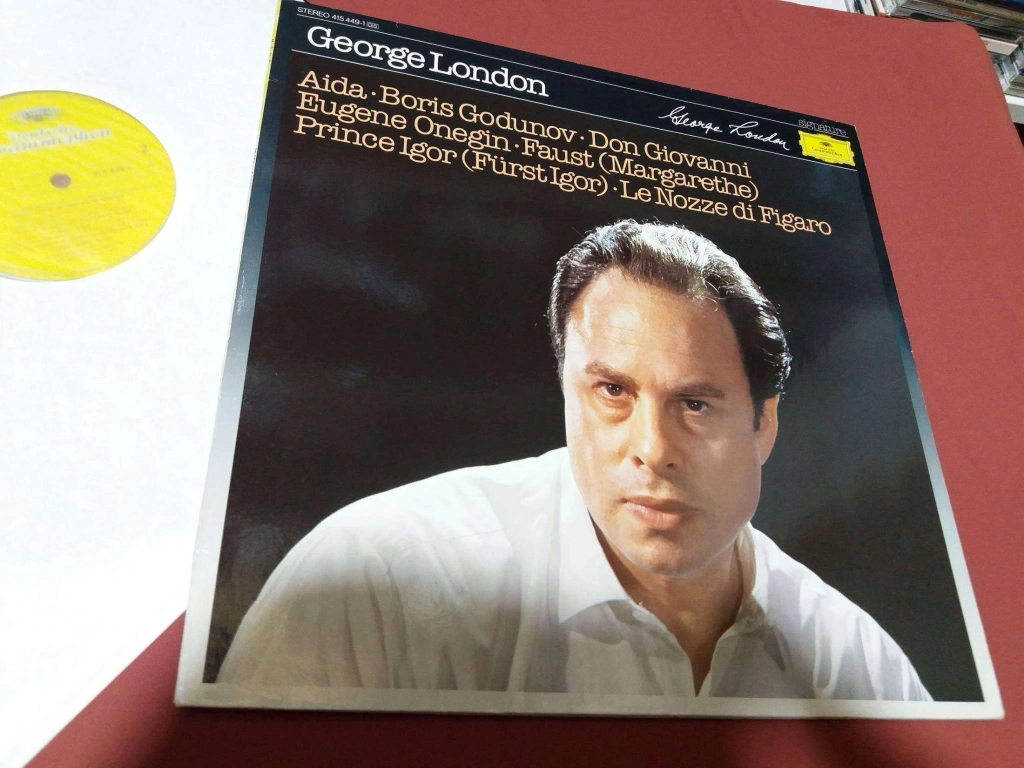 STEREO 415 449-1
George London
George London
signature
Aida · Boris Godunov · Don Giovanni
Eugene Onegin · Faust (Margarethe)
Prince Igor (Fürst Igor) · Le Nozze di Figaro